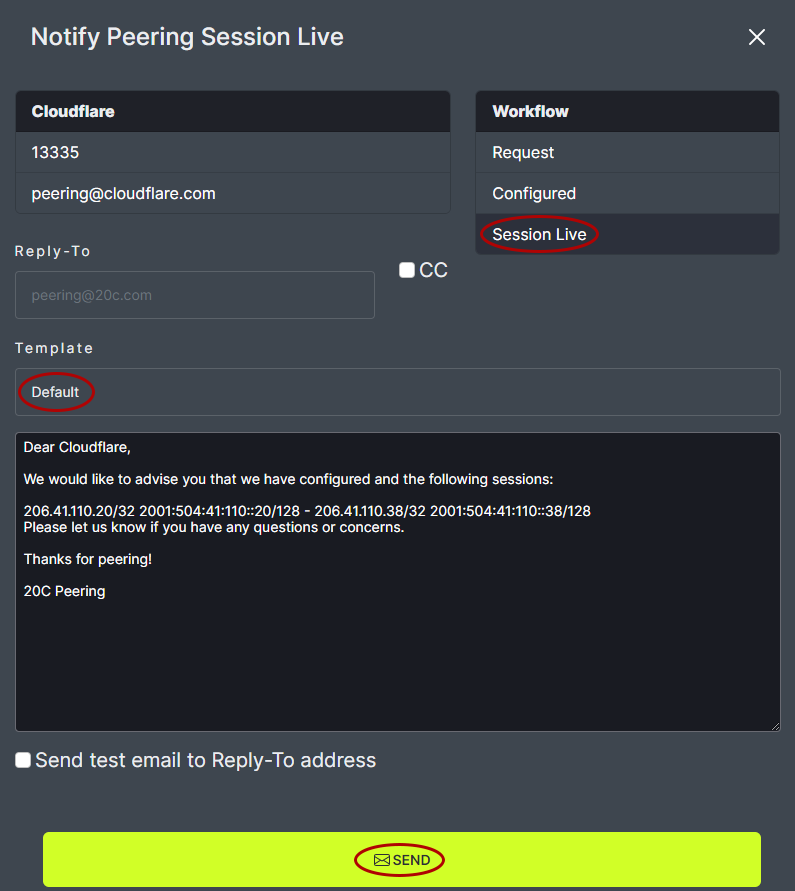 Notify Peering Session Live
Cloudflare
13335
peering@cloudflare.com
Workflow
Request
Configured
Session Live
Reply-To
peering@20c.com
CC
Template
Default
Dear Cloudflare,
We would like to advise you that we have configured and the following sessions:
206.41.110.20/32 2001:504:41:110::20/128 - 206.41.110.38/32 2001:504:41:110::38/128
Please let us know if you have any questions or concerns.
Thanks for peering!
20C Peering
Send test email to Reply-To address
SEND